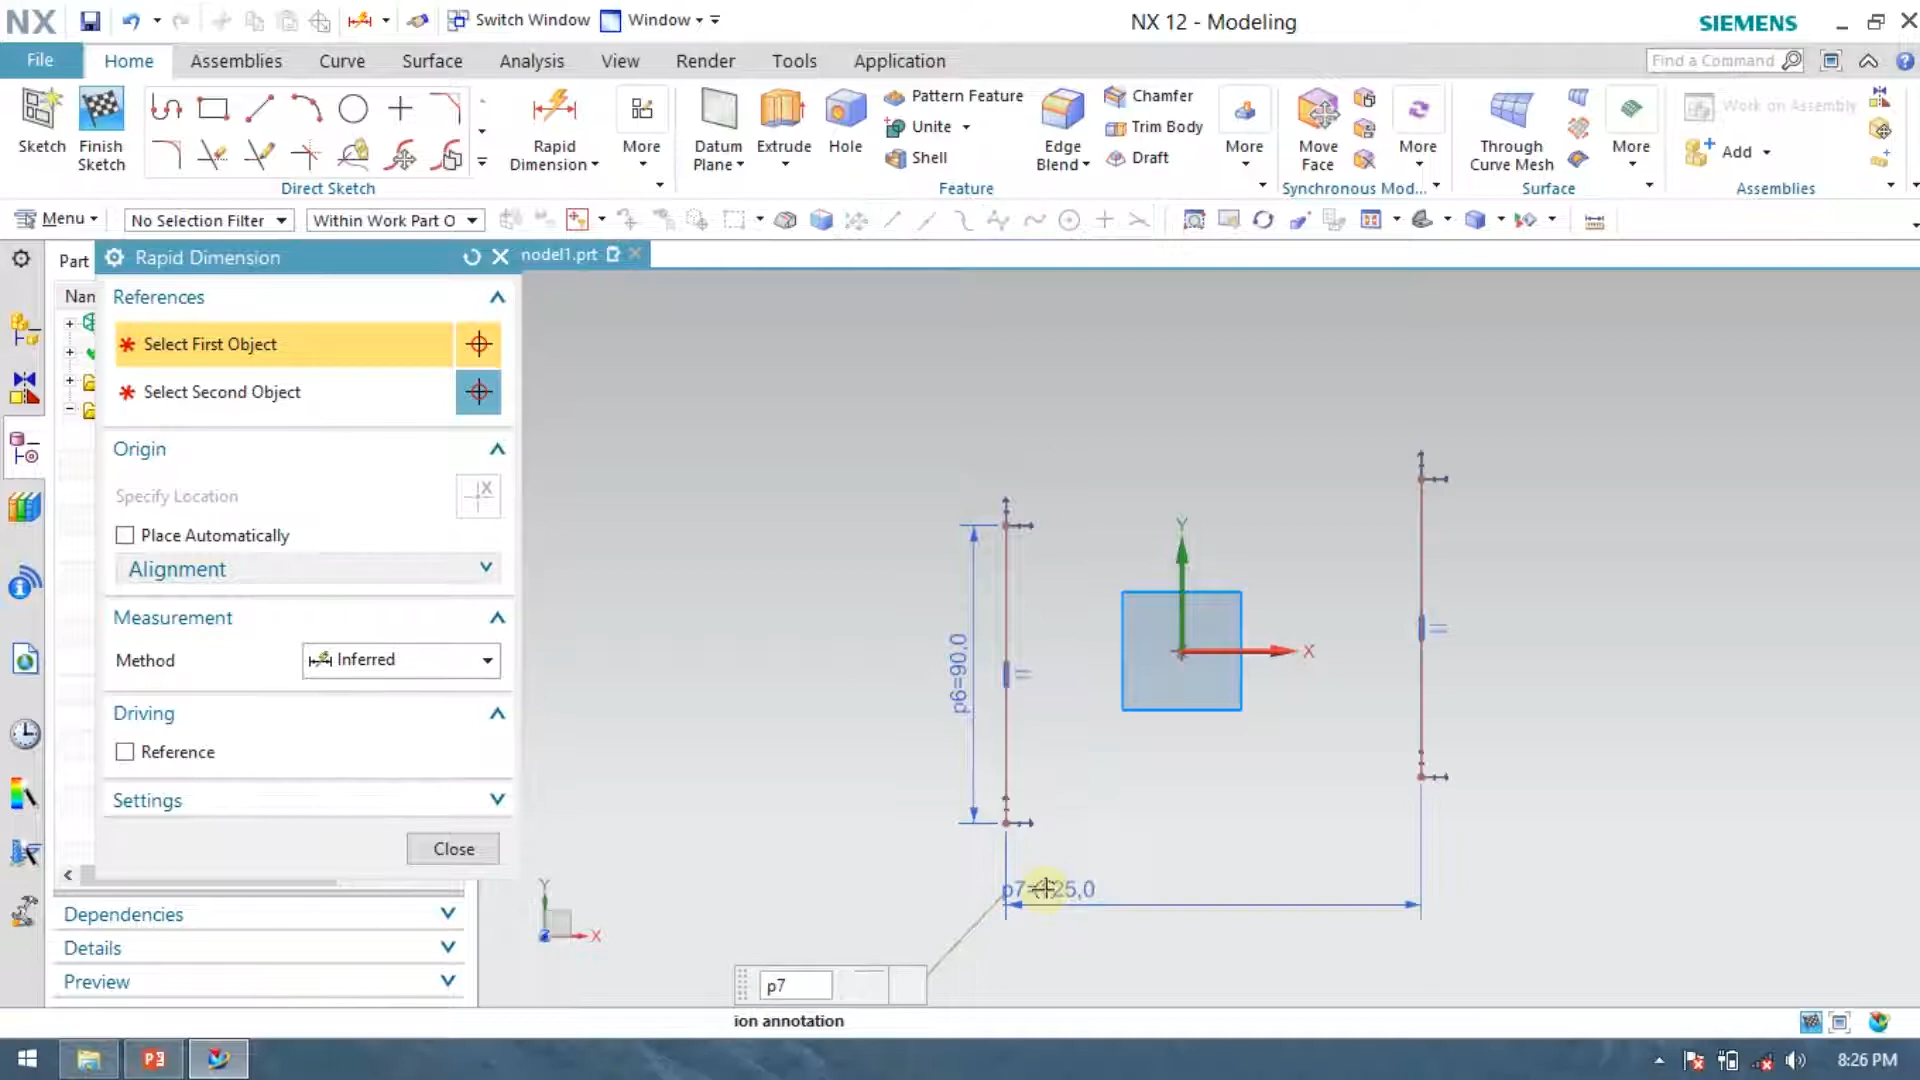 NX
Switch Window
Window
NX 12 - Modeling
SIEMENS
File
Home
Assemblies
Curve
Surface
Analysis
View
Render
Tools
Application
Find a Command
Sketch
Finish
Sketch
Rapid
Dimension
More
Direct Sketch
Datum
Plane
Extrude
Hole
Pattern Feature
Unite
Shell
Edge
Blend
Chamfer
Trim Body
Draft
More
Feature
Move
Face
More
Synchronous Mod...
Through
Curve Mesh
More
Surface
Work on Assembly
Add
Assemblies
Menu
No Selection Filter
Within Work Part O
Part
Rapid Dimension
nodel1.prt
Nan
References
* Select First Object
* Select Second Object
Origin
Specify Location
Place Automatically
Alignment
Measurement
Method
Inferred
Driving
Reference
Settings
Close
Dependencies
Details
Preview
Y
X
p6=90,0
Y
X
p7
ion annotation
8:26 PM